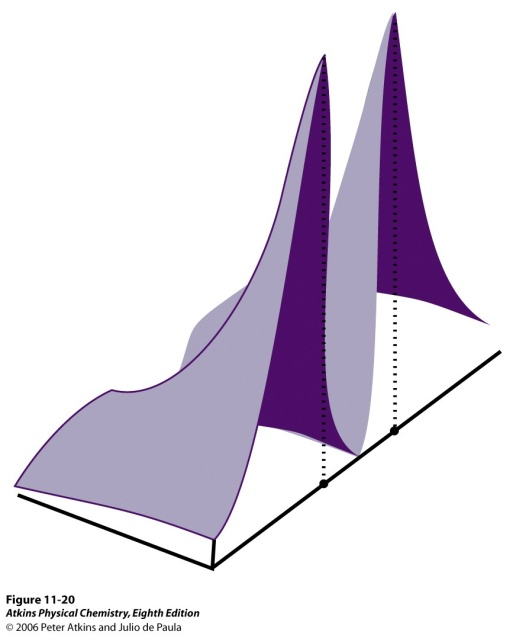 Figure 11-20
Atkins Physical Chemistry, Eighth Edition
© 2006 Peter Atkins and Julio de Paula